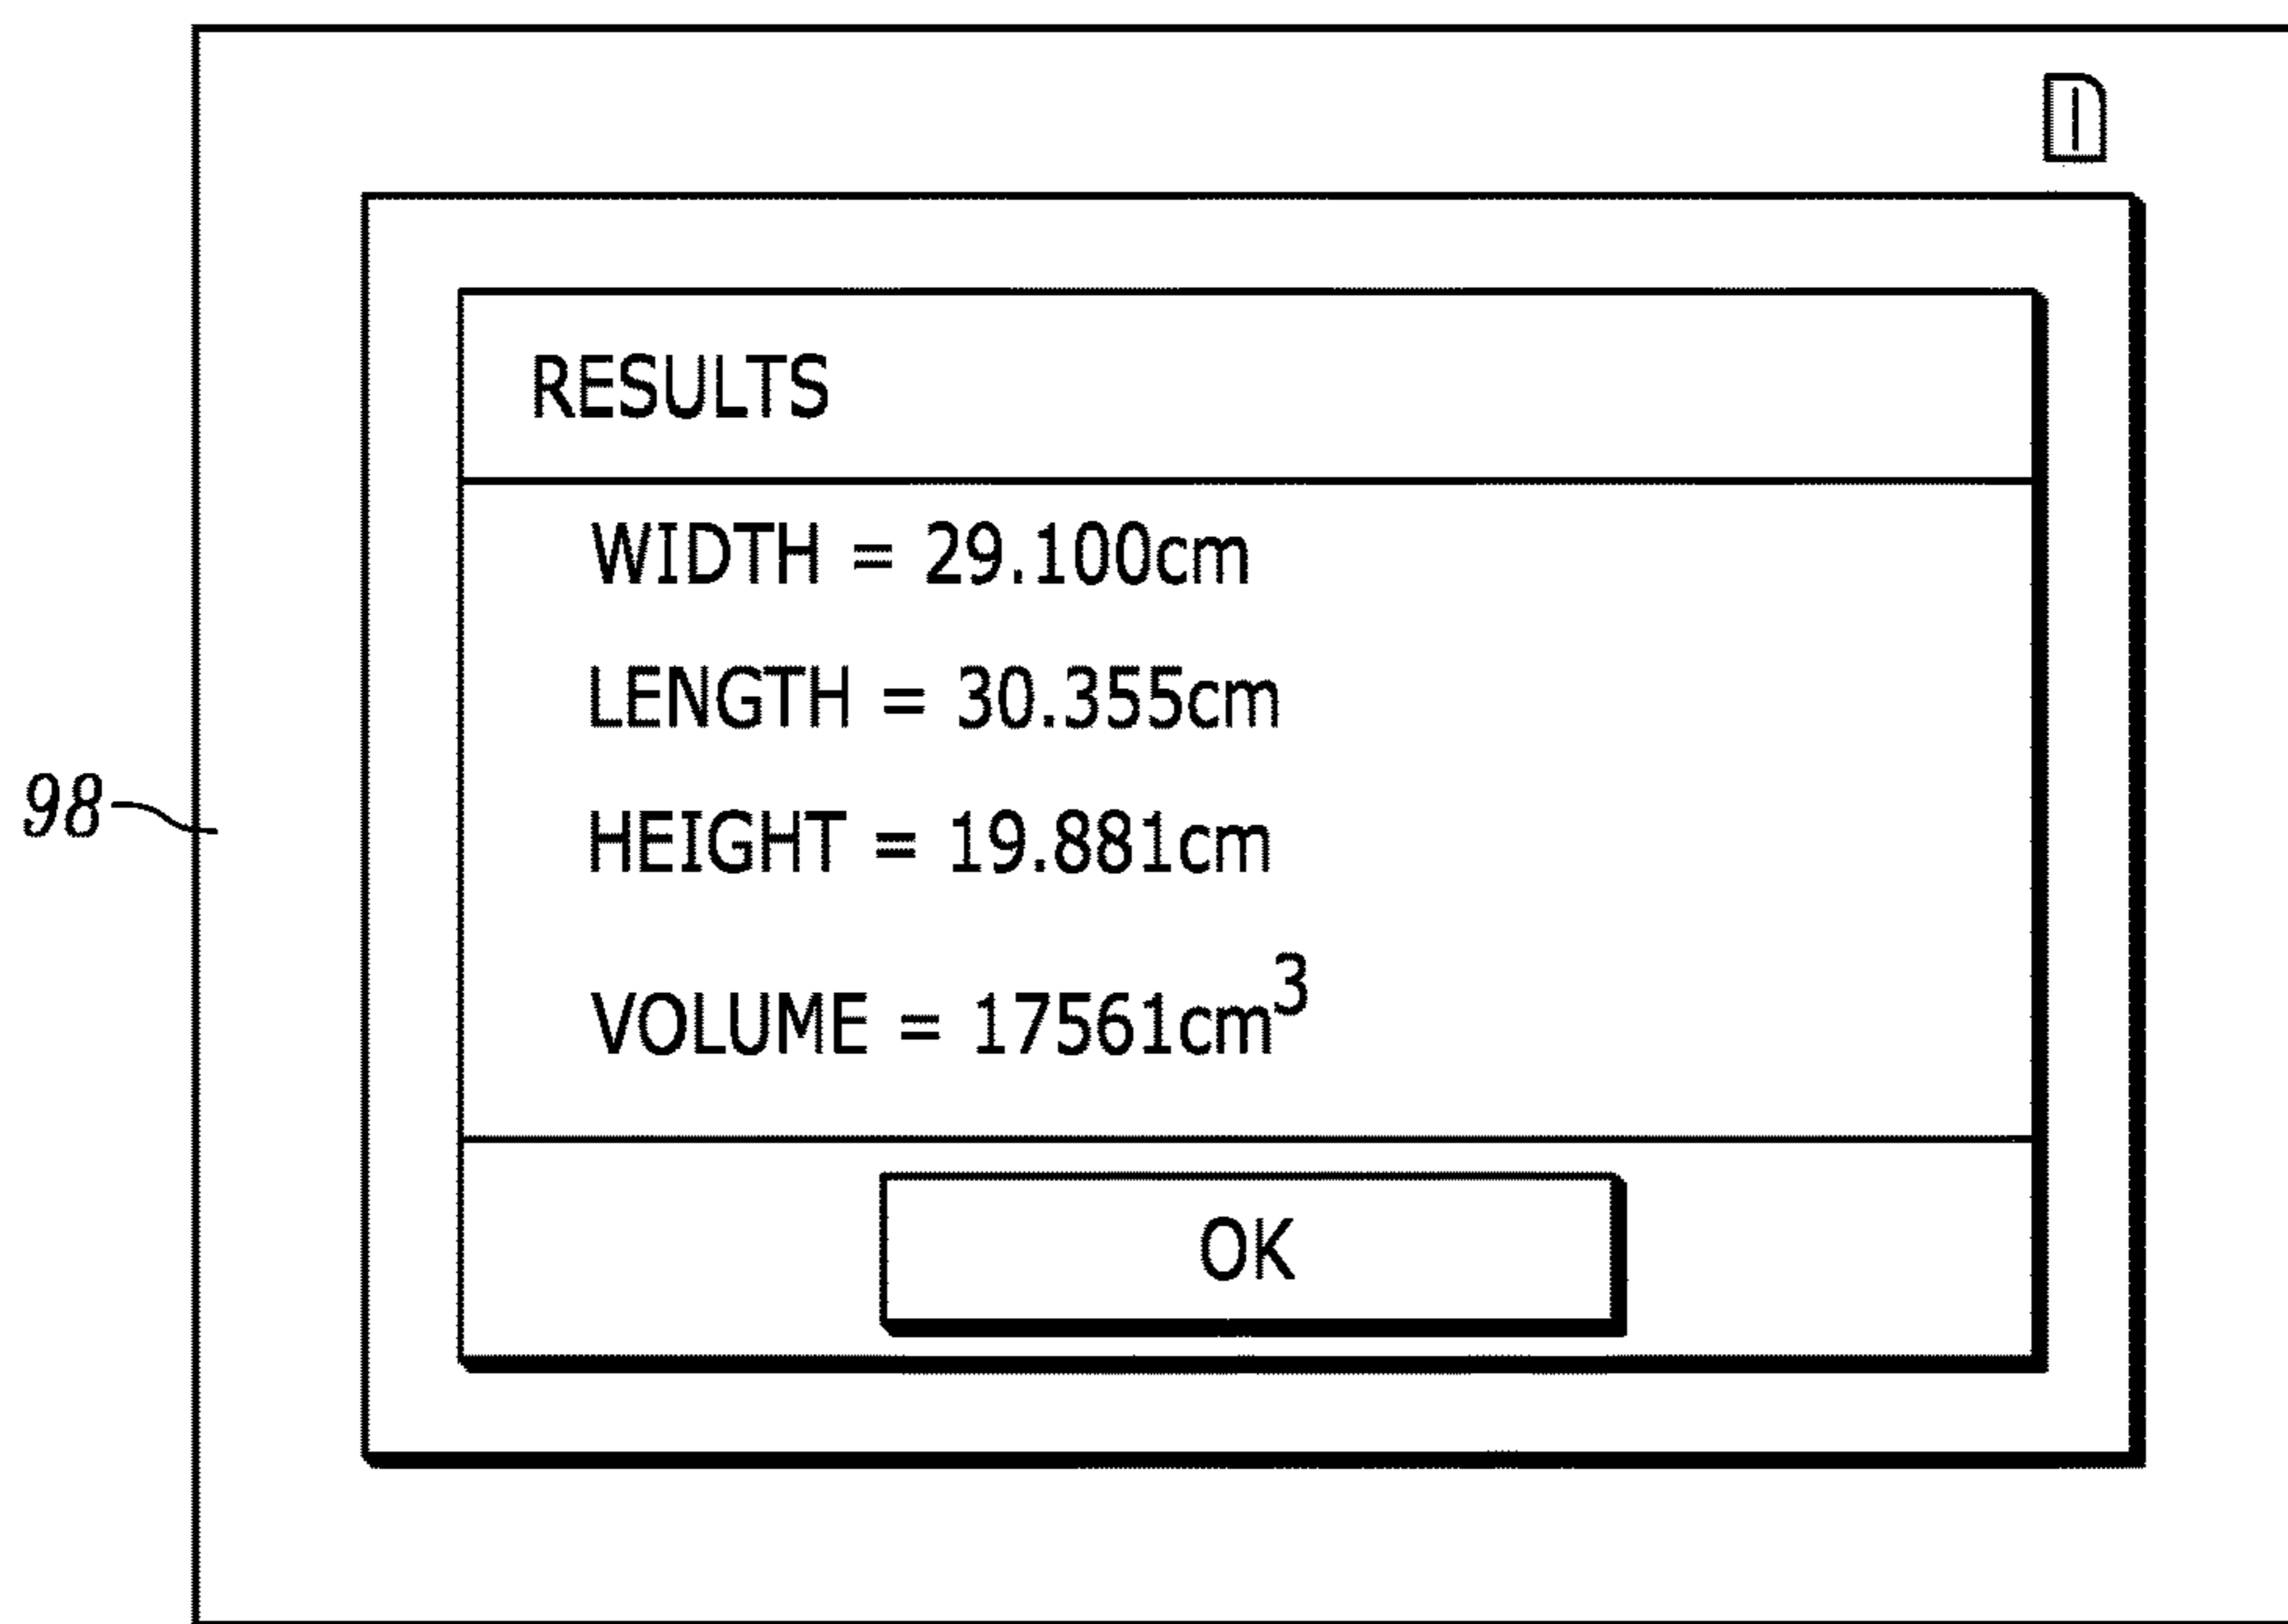 RESULTS
WIDTH = 29.100cm
LENGTH = 30.355cm
98
HEIGHT = 19.881cm
VOLUME = 17561cm³
OK